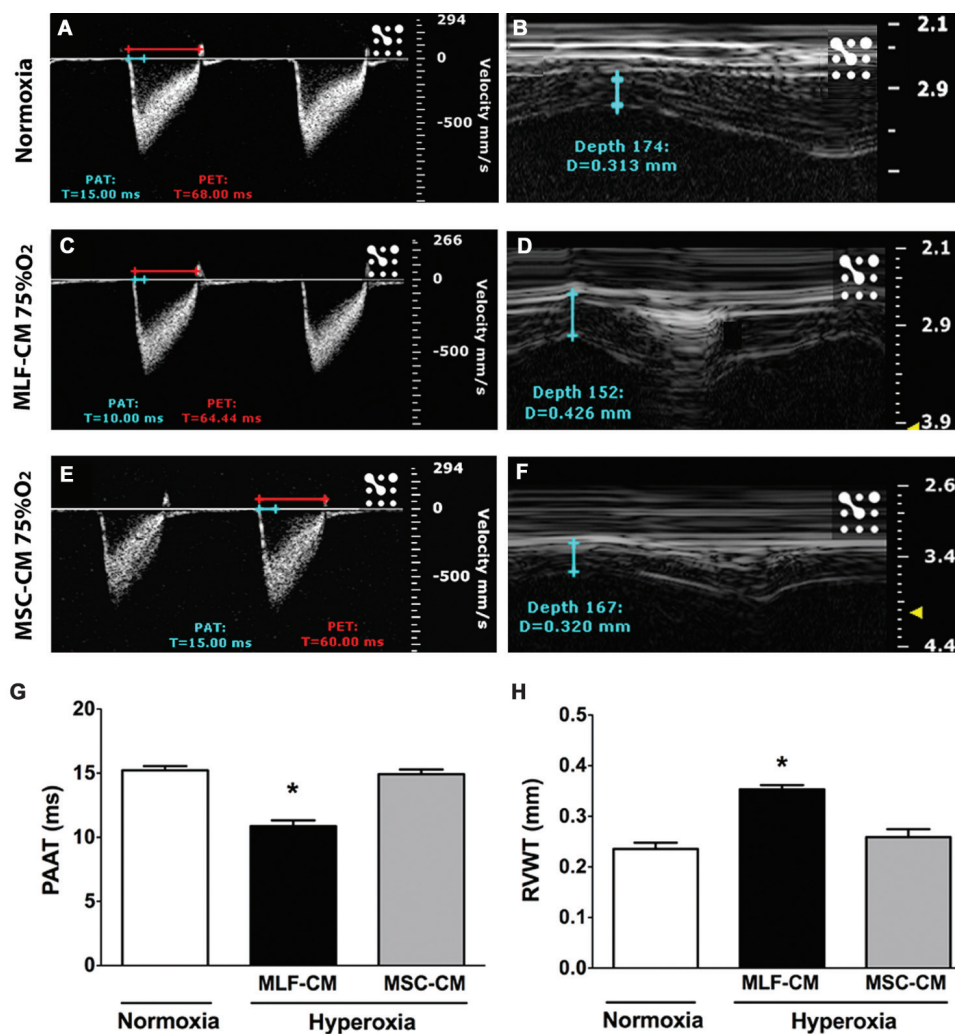 Normoxia
A
294
0
-500
Velocity mm/s
PAT:
T=15.00 ms
PET:
T=68.00 ms
B
2.1
2.9
Depth 174:
D=0.313 mm
MLF-CM 75%O₂
C
266
0
-500
Velocity mm/s
PAT:
T=10.00 ms
PET:
T=64.44 ms
D
2.1
2.9
3.9
Depth 152:
D=0.426 mm
MSC-CM 75%O₂
E
294
0
-500
Velocity mm/s
PAT:
T=15.00 ms
PET:
T=60.00 ms
F
2.6
3.4
4.4
Depth 167:
D=0.320 mm
G
PAAT (ms)
20
15
10
5
0
*
MLF-CM
MSC-CM
Normoxia
Hyperoxia
H
RVWT (mm)
0.5
0.4
0.3
0.2
0.1
0.0
*
MLF-CM
MSC-CM
Normoxia
Hyperoxia